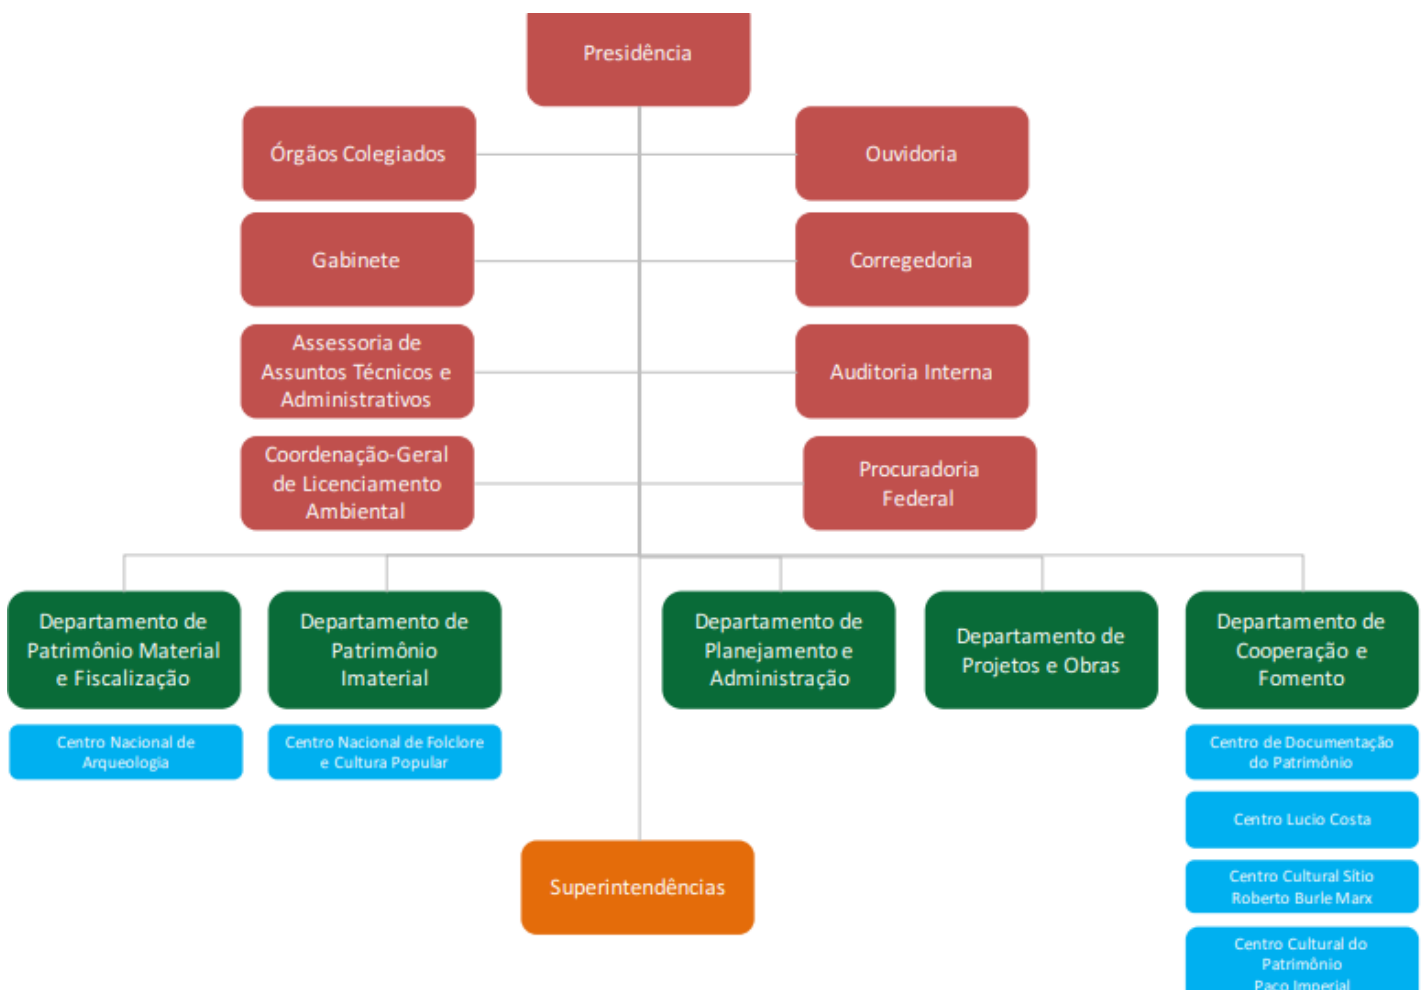 Presidência
Órgãos Colegiados
Ouvidoria
Gabinete
Corregedoria
Assessoria de
Assuntos Técnicos e
Administrativos
Auditoria Interna
Coordenação-Geral
de Licenciamento
Ambiental
Procuradoria
Federal
Departamento de
Patrimônio Material
e Fiscalização
Departamento de
Patrimônio
Imaterial
Departamento de
Planejamento e
Administração
Departamento de
Projetos e Obras
Departamento de
Cooperação e
Fomento
Centro Nacional de
Arqueologia
Centro Nacional de Folclore
e Cultura Popular
Centro de Documentação
do Patrimônio
Centro Lucio Costa
Centro Cultural Sítio
Roberto Burle Marx
Centro Cultural do
Patrimônio
Paço Imperial
Superintendências